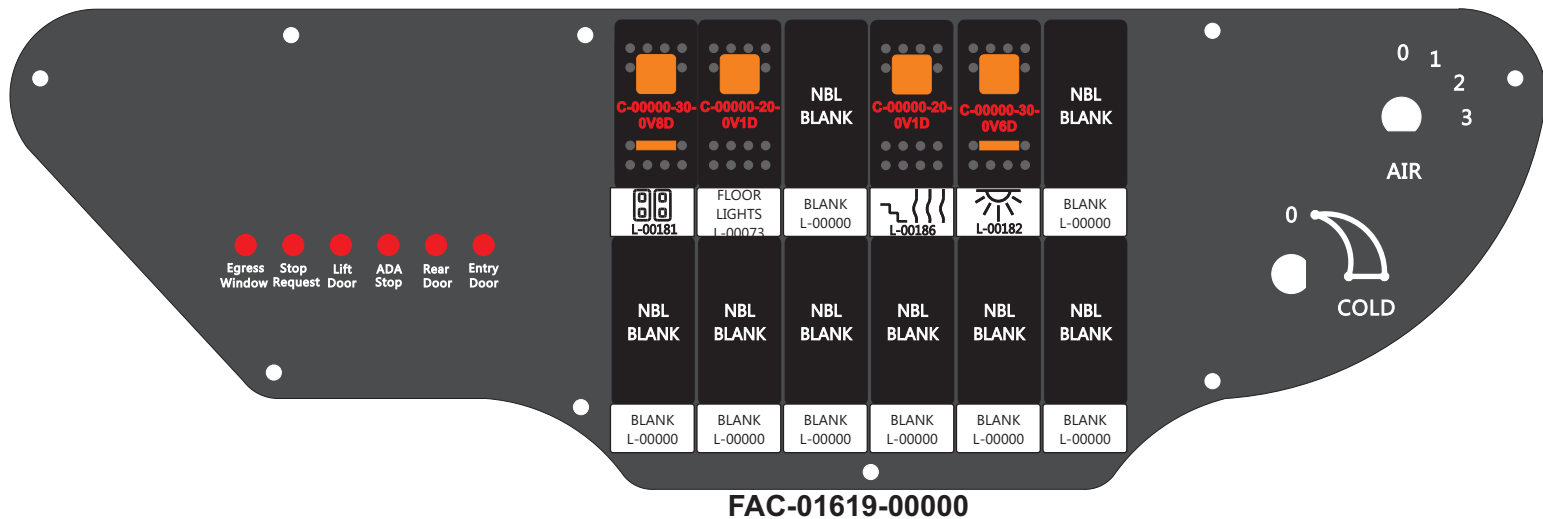 C-00000-30-
0V8D
C-00000-20-
0V1D
NBL
BLANK
C-00000-20-
0V1D
C-00000-30-
0V6D
NBL
BLANK
L-00181
FLOOR
LIGHTS
L-00073
BLANK
L-00000
L-00186
L-00182
BLANK
L-00000
0
1
2
3
AIR
0
COLD
Egress
Window
Stop
Request
Lift
Door
ADA
Stop
Rear
Door
Entry
Door
NBL
BLANK
NBL
BLANK
NBL
BLANK
NBL
BLANK
NBL
BLANK
NBL
BLANK
BLANK
L-00000
BLANK
L-00000
BLANK
L-00000
BLANK
L-00000
BLANK
L-00000
BLANK
L-00000
FAC-01619-00000